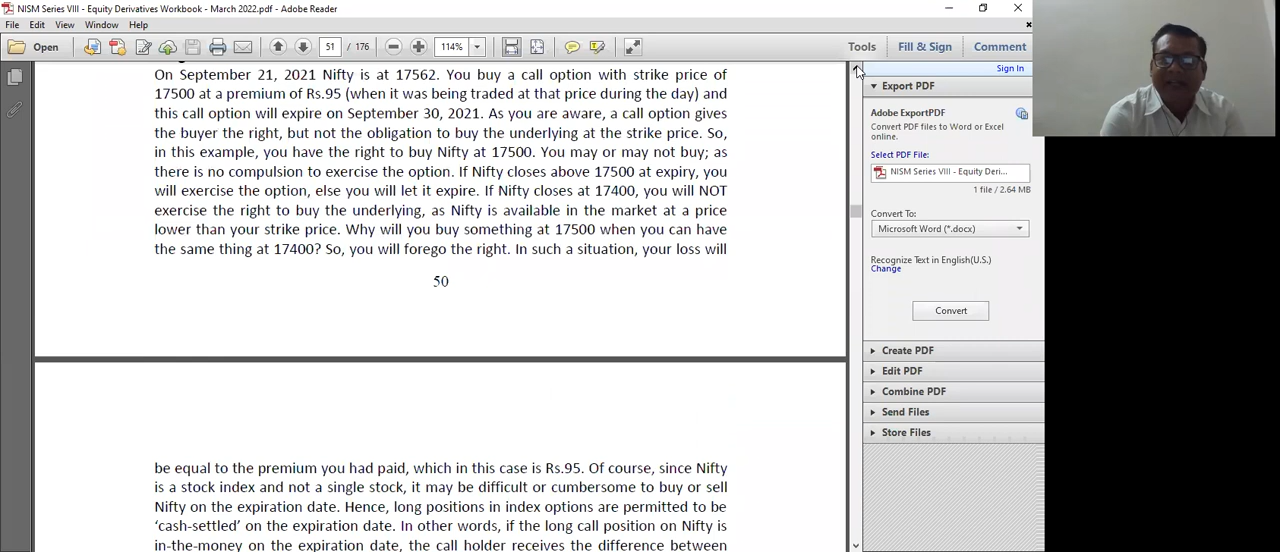 NISM Series VIII - Equity Derivatives Workbook - March 2022.pdf - Adobe Reader
File Edit View Window Help
Open 51 / 176 114% Tools Fill & Sign Comment
Sign In
Export PDF
Adobe ExportPDF
Convert PDF files to Word or Excel
online.
Select PDF File:
NISM Series VIII - Equity Deri...
1 file / 2.64 MB
Convert To:
Microsoft Word (*.docx)
Recognize Text in English(U.S.)
Change
Convert
Create PDF
Edit PDF
Combine PDF
Send Files
Store Files
On September 21, 2021 Nifty is at 17562. You buy a call option with strike price of
17500 at a premium of Rs.95 (when it was being traded at that price during the day) and
this call option will expire on September 30, 2021. As you are aware, a call option gives
the buyer the right, but not the obligation to buy the underlying at the strike price. So,
in this example, you have the right to buy Nifty at 17500. You may or may not buy; as
there is no compulsion to exercise the option. If Nifty closes above 17500 at expiry, you
will exercise the option, else you will let it expire. If Nifty closes at 17400, you will NOT
exercise the right to buy the underlying, as Nifty is available in the market at a price
lower than your strike price. Why will you buy something at 17500 when you can have
the same thing at 17400? So, you will forego the right. In such a situation, your loss will
50
be equal to the premium you had paid, which in this case is Rs.95. Of course, since Nifty
is a stock index and not a single stock, it may be difficult or cumbersome to buy or sell
Nifty on the expiration date. Hence, long positions in index options are permitted to be
‘cash-settled’ on the expiration date. In other words, if the long call position on Nifty is
in-the-money on the expiration date, the call holder receives the difference between